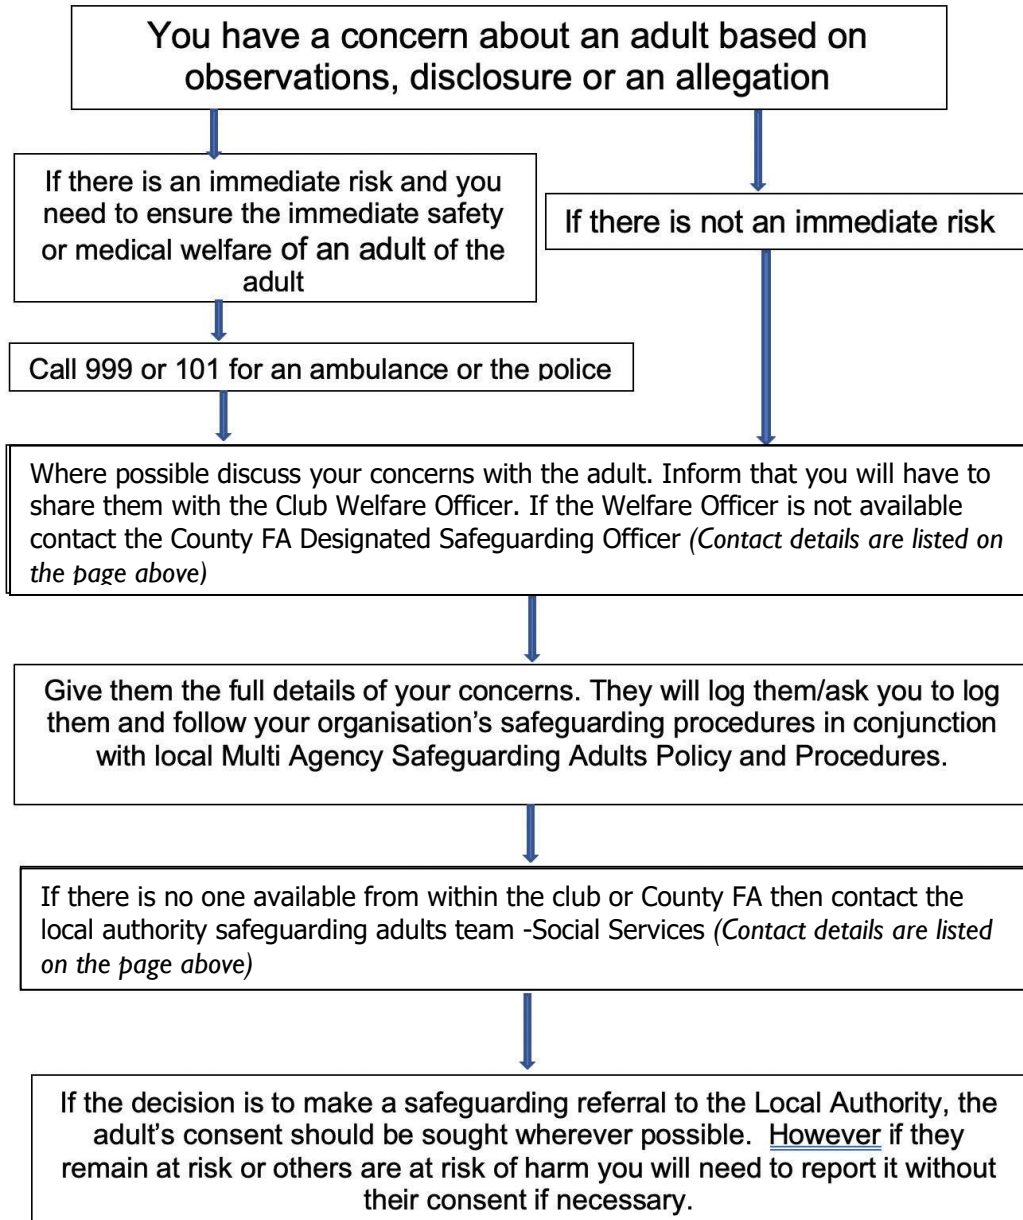 You have a concern about an adult based on
observations, disclosure or an allegation
If there is an immediate risk and you
need to ensure the immediate safety
or medical welfare of an adult of the
adult
If there is not an immediate risk
Call 999 or 101 for an ambulance or the police
Where possible discuss your concerns with the adult. Inform that you will have to
share them with the Club Welfare Officer. If the Welfare Officer is not available
contact the County FA Designated Safeguarding Officer (Contact details are listed on
the page above)
Give them the full details of your concerns. They will log them/ask you to log
them and follow your organisation’s safeguarding procedures in conjunction
with local Multi Agency Safeguarding Adults Policy and Procedures.
If there is no one available from within the club or County FA then contact the
local authority safeguarding adults team -Social Services (Contact details are listed
on the page above)
If the decision is to make a safeguarding referral to the Local Authority, the
adult’s consent should be sought wherever possible. However if they
remain at risk or others are at risk of harm you will need to report it without
their consent if necessary.